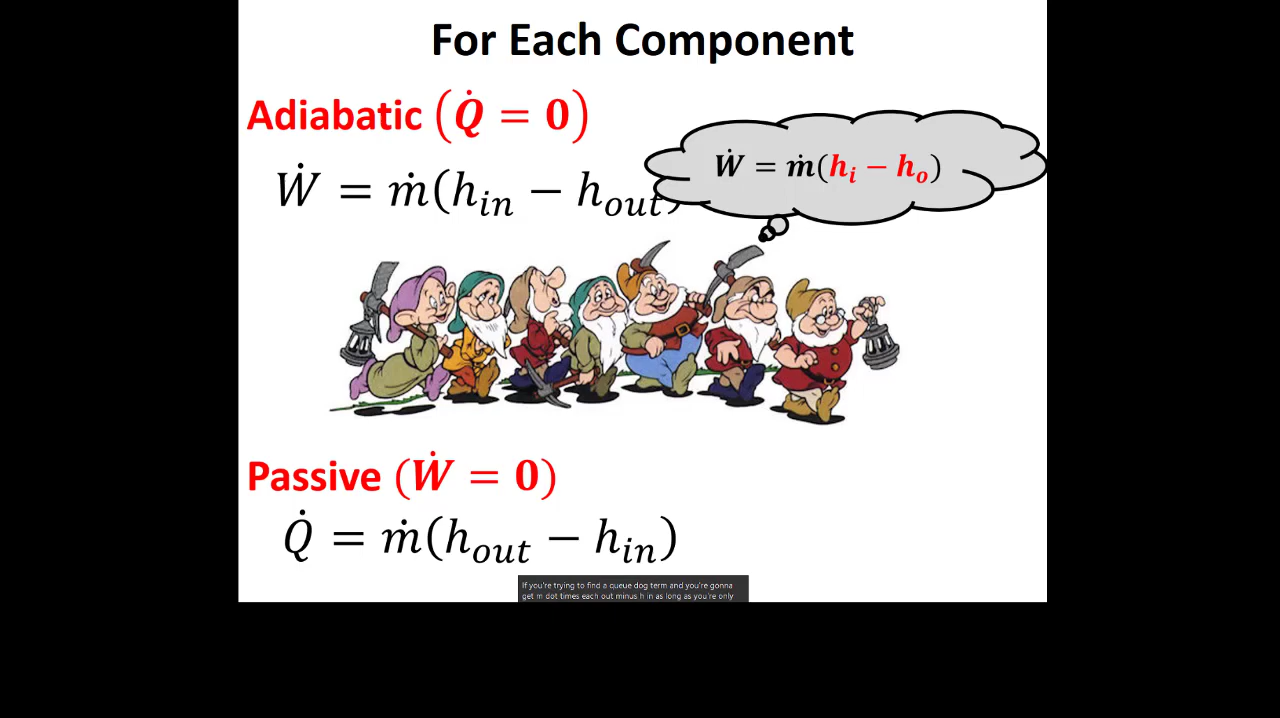 For Each Component
Adiabatic (Q̇ = 0)
Ẇ = ṁ(h_in − h_out)
Ẇ = ṁ(h_i − h_o)
Passive (Ẇ = 0)
Q̇ = ṁ(h_out − h_in)
If you're trying to find a queue dog term and you're gonna
get m dot times each out minus h in as long as you're only